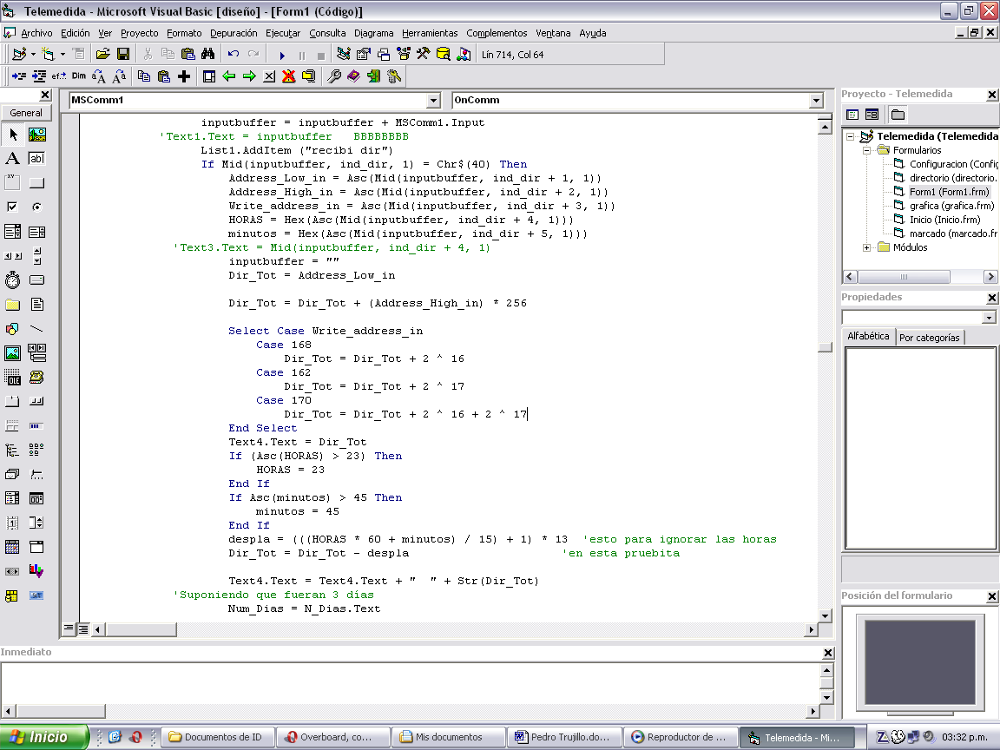 Telemedida - Microsoft Visual Basic [diseño] - [Form1 (Código)]
Archivo Edición Ver Proyecto Formato Depuración Ejecutar Consulta Diagrama Herramientas Complementos Ventana Ayuda
Lín 714, Col 64
Dim
General
MSComm1 OnComm
inputbuffer = inputbuffer + MSComm1.Input
'Text1.Text = inputbuffer   BBBBBBBB
List1.AddItem ("recibi dir")
If Mid(inputbuffer, ind_dir, 1) = Chr$(40) Then
Address_Low_in = Asc(Mid(inputbuffer, ind_dir + 1, 1))
Address_High_in = Asc(Mid(inputbuffer, ind_dir + 2, 1))
Write_address_in = Asc(Mid(inputbuffer, ind_dir + 3, 1))
HORAS = Hex(Asc(Mid(inputbuffer, ind_dir + 4, 1)))
minutos = Hex(Asc(Mid(inputbuffer, ind_dir + 5, 1)))
'Text3.Text = Mid(inputbuffer, ind_dir + 4, 1)
inputbuffer = ""
Dir_Tot = Address_Low_in
Dir_Tot = Dir_Tot + (Address_High_in) * 256
Select Case Write_address_in
Case 168
Dir_Tot = Dir_Tot + 2 ^ 16
Case 162
Dir_Tot = Dir_Tot + 2 ^ 17
Case 170
Dir_Tot = Dir_Tot + 2 ^ 16 + 2 ^ 17
End Select
Text4.Text = Dir_Tot
If (Asc(HORAS) > 23) Then
HORAS = 23
End If
If Asc(minutos) > 45 Then
minutos = 45
End If
despla = (((HORAS * 60 + minutos) / 15) + 1) * 13  'esto para ignorar las horas
Dir_Tot = Dir_Tot - despla 'en esta pruebita
Text4.Text = Text4.Text + "  " + Str(Dir_Tot)
'Suponiendo que fueran 3 días
Num_Dias = N_Dias.Text
Proyecto - Telemedida
Telemedida (Telemedida
Formularios
Configuracion (Config
directorio (directorio.
Form1 (Form1.frm)
grafica (grafica.frm)
Inicio (Inicio.frm)
marcado (marcado.fr
Módulos
Propiedades
Alfabética Por categorías
Posición del formulario
Inmediato
Inicio
Documentos de ID
Overboard, co...
Mis documentos
Pedro Trujillo.do...
Reproductor de ...
Telemedida - Mi...
03:32 p.m.